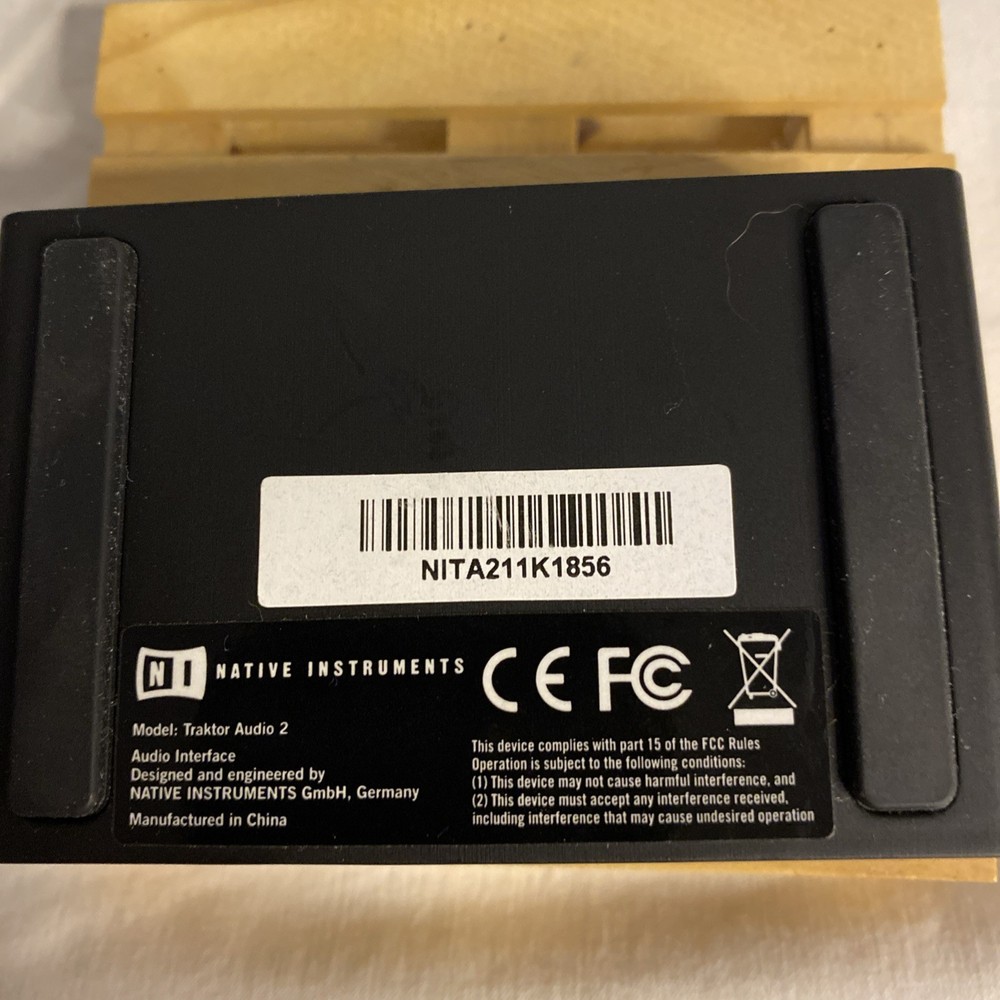 NITA211K1856
NI NATIVE INSTRUMENTS CE FC
Model: Traktor Audio 2
Audio Interface
Designed and engineered by
NATIVE INSTRUMENTS GmbH, Germany
Manufactured in China
This device complies with part 15 of the FCC Rules
Operation is subject to the following conditions:
(1) This device may not cause harmful interference, and
(2) This device must accept any interference received,
including interference that may cause undesired operation